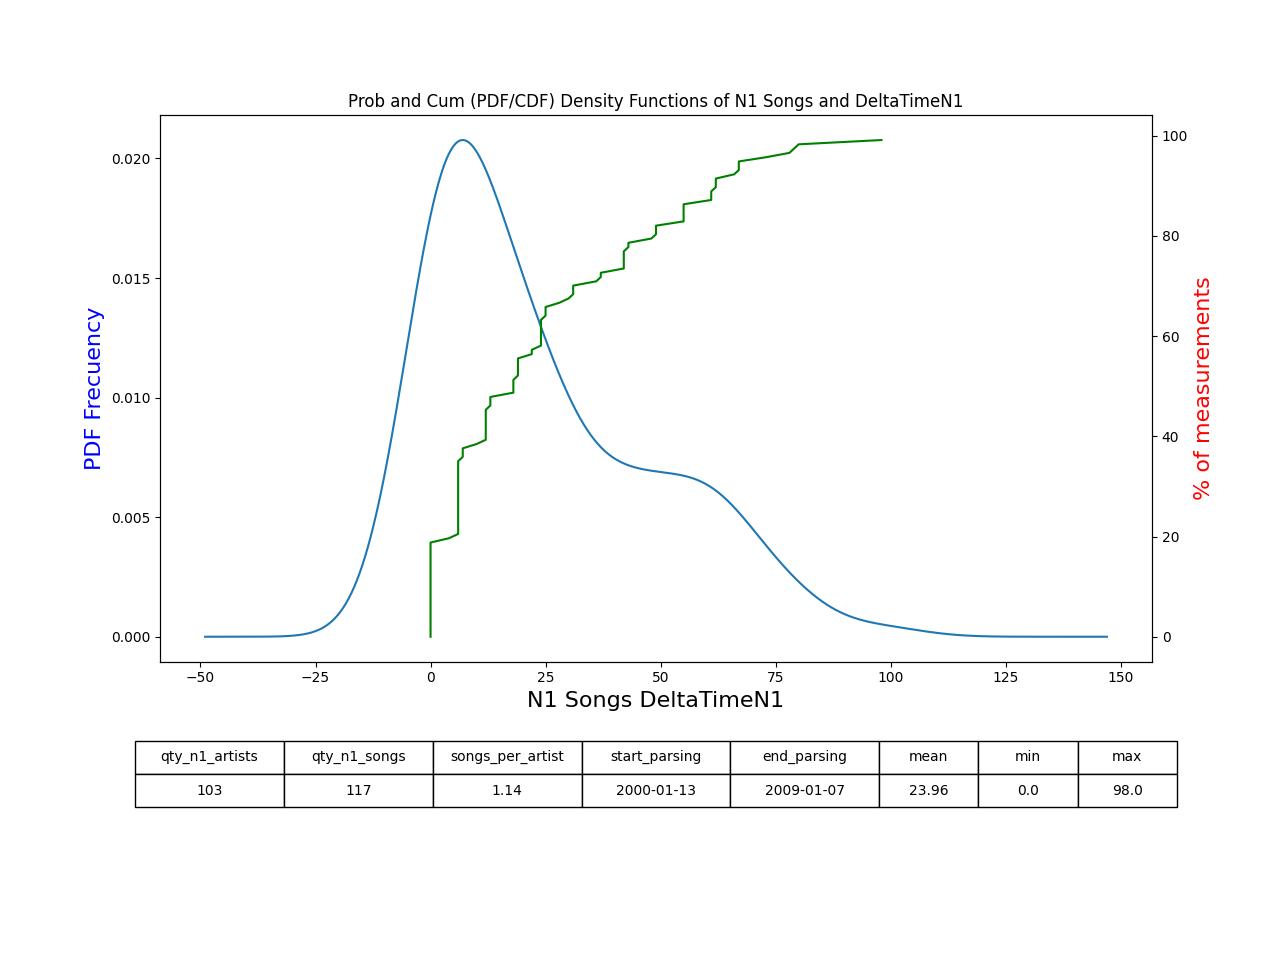 Prob and Cum (PDF/CDF) Density Functions of N1 Songs and DeltaTimeN1
PDF Frecuency
0.020
0.015
0.010
0.005
0.000
100
80
60
40
20
0
% of measurements
−50 −25 0 25 50 75 100 125 150
N1 Songs DeltaTimeN1
qty_n1_artists qty_n1_songs songs_per_artist start_parsing end_parsing mean min max
103 117 1.14 2000-01-13 2009-01-07 23.96 0.0 98.0